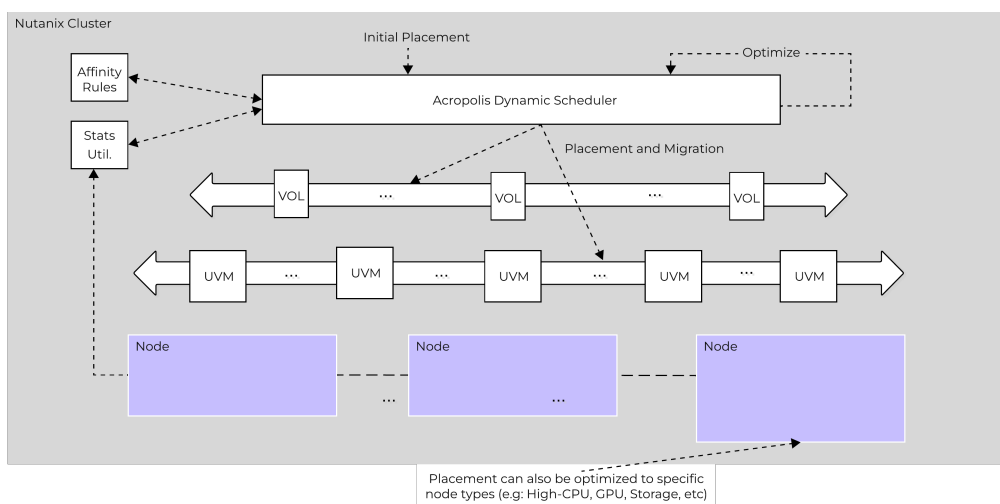 Nutanix Cluster
Initial Placement
Optimize
Affinity
Rules
Acropolis Dynamic Scheduler
Stats
Util.
Placement and Migration
VOL
...
VOL
...
VOL
UVM
...
UVM
...
UVM
...
UVM
...
UVM
Node
Node
Node
...
...
Placement can also be optimized to specific
node types (e.g: High-CPU, GPU, Storage, etc)